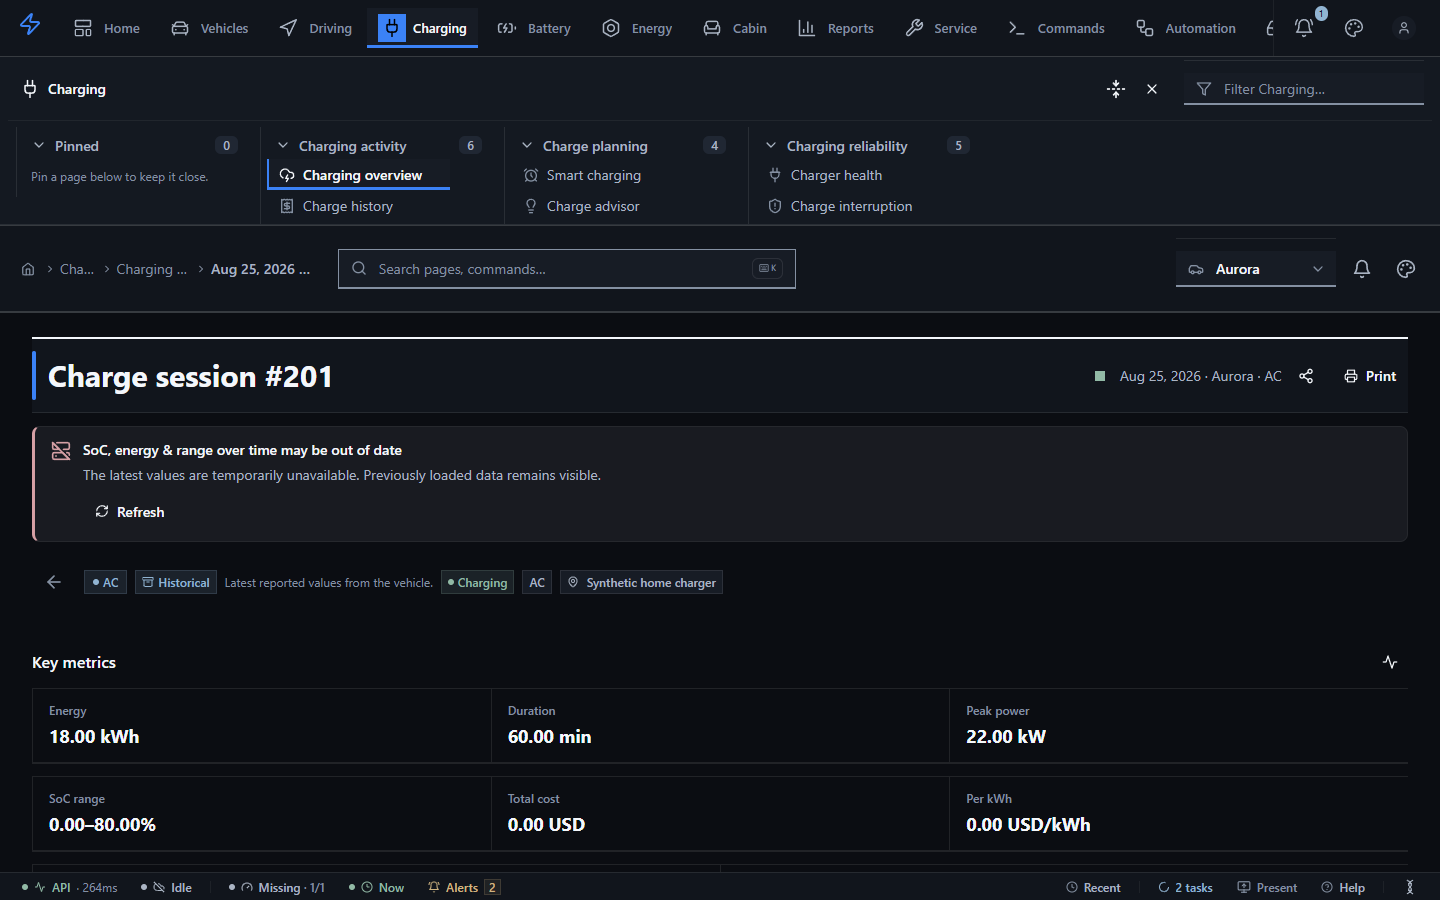 Home Vehicles Driving Charging Battery Energy Cabin Reports Service Commands Automation 1
Charging Filter Charging...
Pinned 0 Charging activity 6 Charge planning 4 Charging reliability 5
Pin a page below to keep it close. Charging overview Smart charging Charger health
Charge history Charge advisor Charge interruption
Cha... Charging ... Aug 25, 2026 ... Search pages, commands... K Aurora
Charge session #201 Aug 25, 2026 · Aurora · AC Print
SoC, energy & range over time may be out of date
The latest values are temporarily unavailable. Previously loaded data remains visible.
Refresh
AC Historical Latest reported values from the vehicle. Charging AC Synthetic home charger
Key metrics
Energy Duration Peak power
18.00 kWh 60.00 min 22.00 kW
SoC range Total cost Per kWh
0.00–80.00% 0.00 USD 0.00 USD/kWh
API · 264ms Idle Missing · 1/1 Now Alerts 2 Recent 2 tasks Present Help